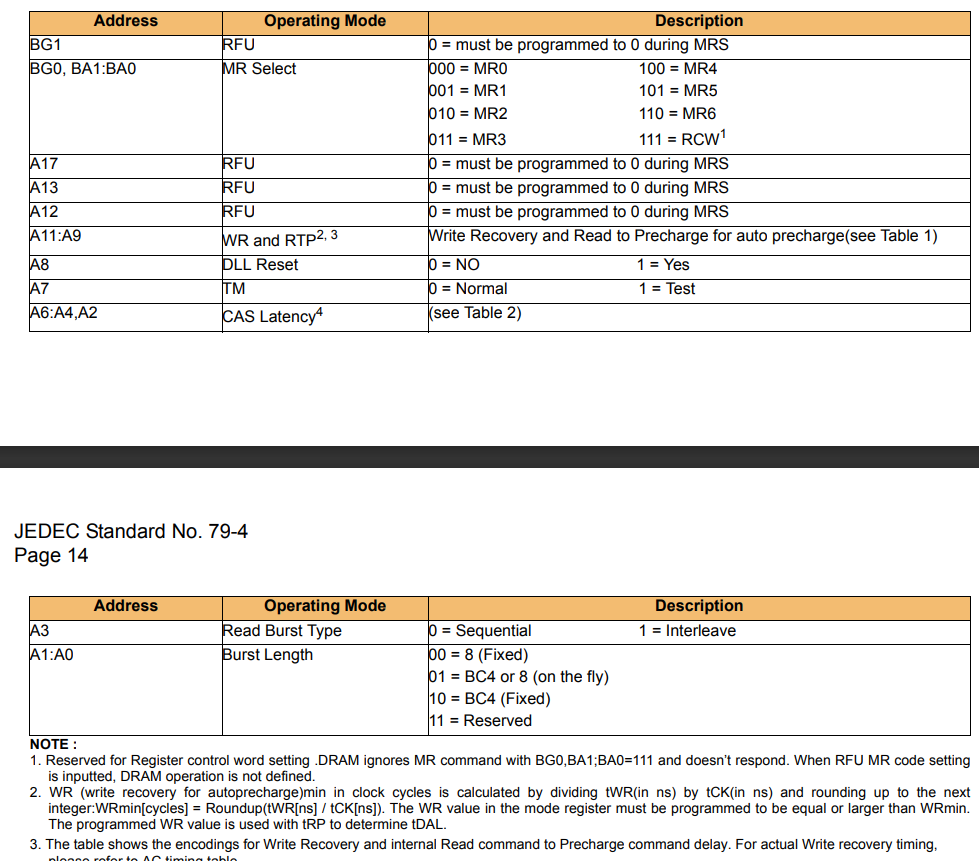 Address Operating Mode Description
BG1 RFU 0 = must be programmed to 0 during MRS
BG0, BA1:BA0 MR Select 000 = MR0 100 = MR4
001 = MR1 101 = MR5
010 = MR2 110 = MR6
011 = MR3 111 = RCW1
A17 RFU 0 = must be programmed to 0 during MRS
A13 RFU 0 = must be programmed to 0 during MRS
A12 RFU 0 = must be programmed to 0 during MRS
A11:A9 WR and RTP2, 3 Write Recovery and Read to Precharge for auto precharge(see Table 1)
A8 DLL Reset 0 = NO 1 = Yes
A7 TM 0 = Normal 1 = Test
A6:A4,A2 CAS Latency4 (see Table 2)
JEDEC Standard No. 79-4
Page 14
Address Operating Mode Description
A3 Read Burst Type 0 = Sequential 1 = Interleave
A1:A0 Burst Length 00 = 8 (Fixed)
01 = BC4 or 8 (on the fly)
10 = BC4 (Fixed)
11 = Reserved
NOTE :
1. Reserved for Register control word setting .DRAM ignores MR command with BG0,BA1;BA0=111 and doesn't respond. When RFU MR code setting
is inputted, DRAM operation is not defined.
2. WR (write recovery for autoprecharge)min in clock cycles is calculated by dividing tWR(in ns) by tCK(in ns) and rounding up to the next
integer:WRmin[cycles] = Roundup(tWR[ns] / tCK[ns]). The WR value in the mode register must be programmed to be equal or larger than WRmin.
The programmed WR value is used with tRP to determine tDAL.
3. The table shows the encodings for Write Recovery and internal Read command to Precharge command delay. For actual Write recovery timing,
please refer to AC timing table.